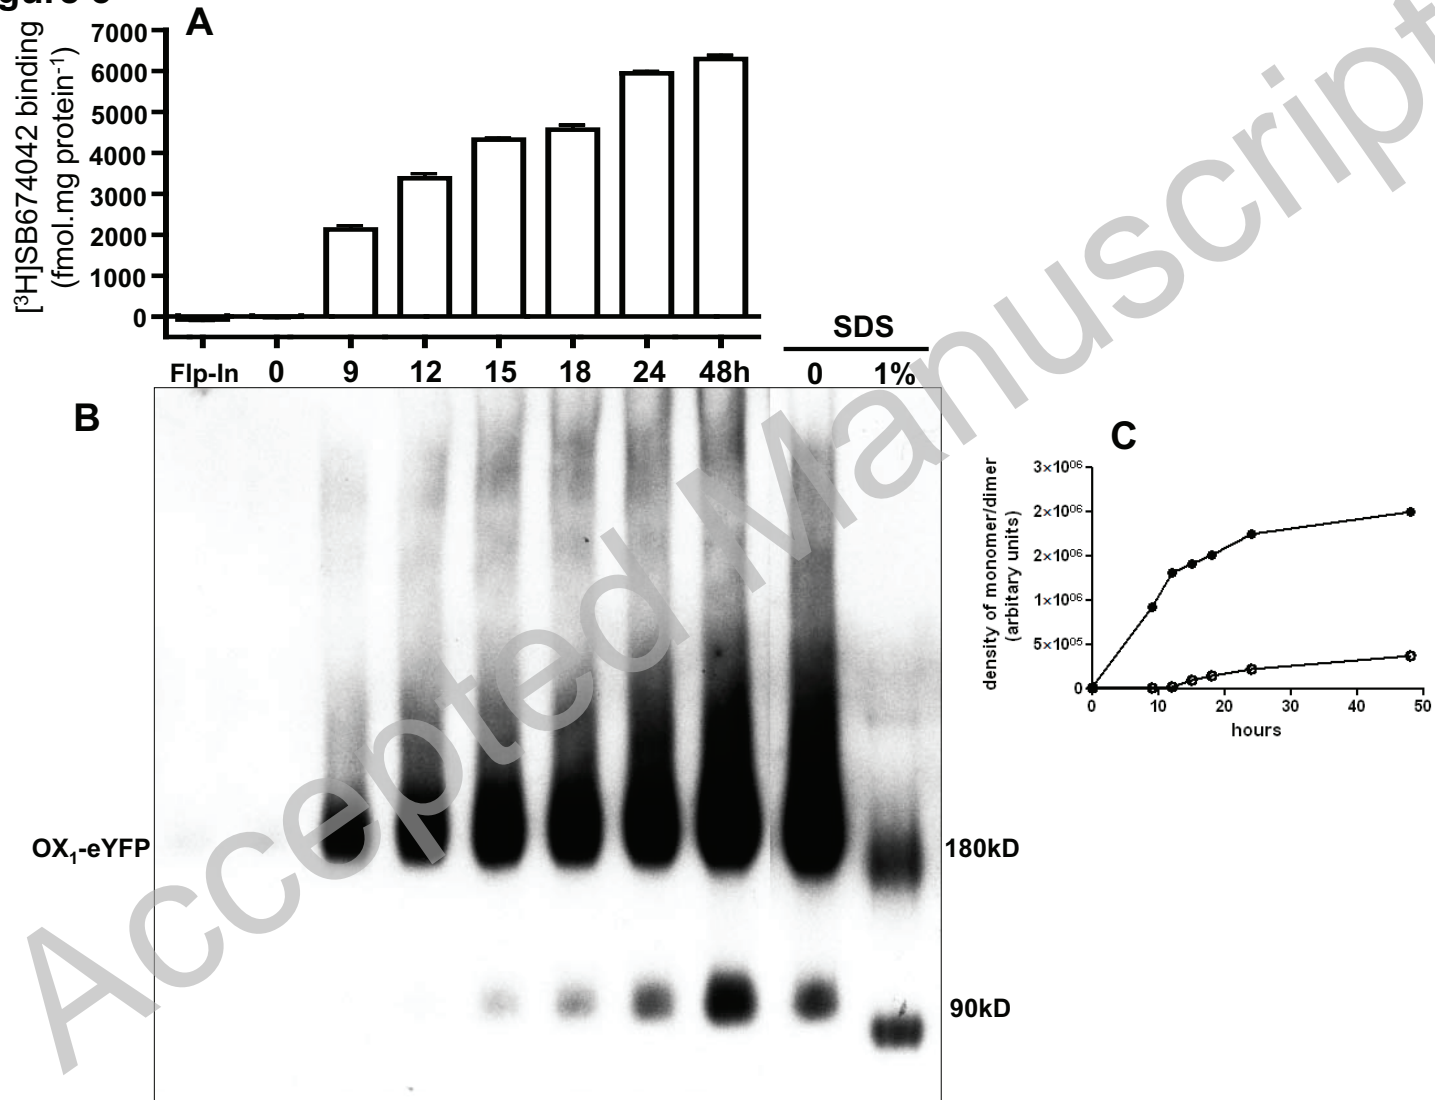 A
[³H]SB674042 binding
(fmol.mg protein⁻¹)
7000
6000
5000
4000
3000
2000
1000
0
Flp-In 0 9 12 15 18 24 48h
SDS
0 1%
B
OX₁-eYFP
180kD
90kD
C
density of monomer/dimer
(arbitary units)
3×10⁰⁶
2×10⁰⁶
2×10⁰⁶
1×10⁰⁶
5×10⁰⁵
0
0 10 20 30 40 50
hours
Accepted Manuscript